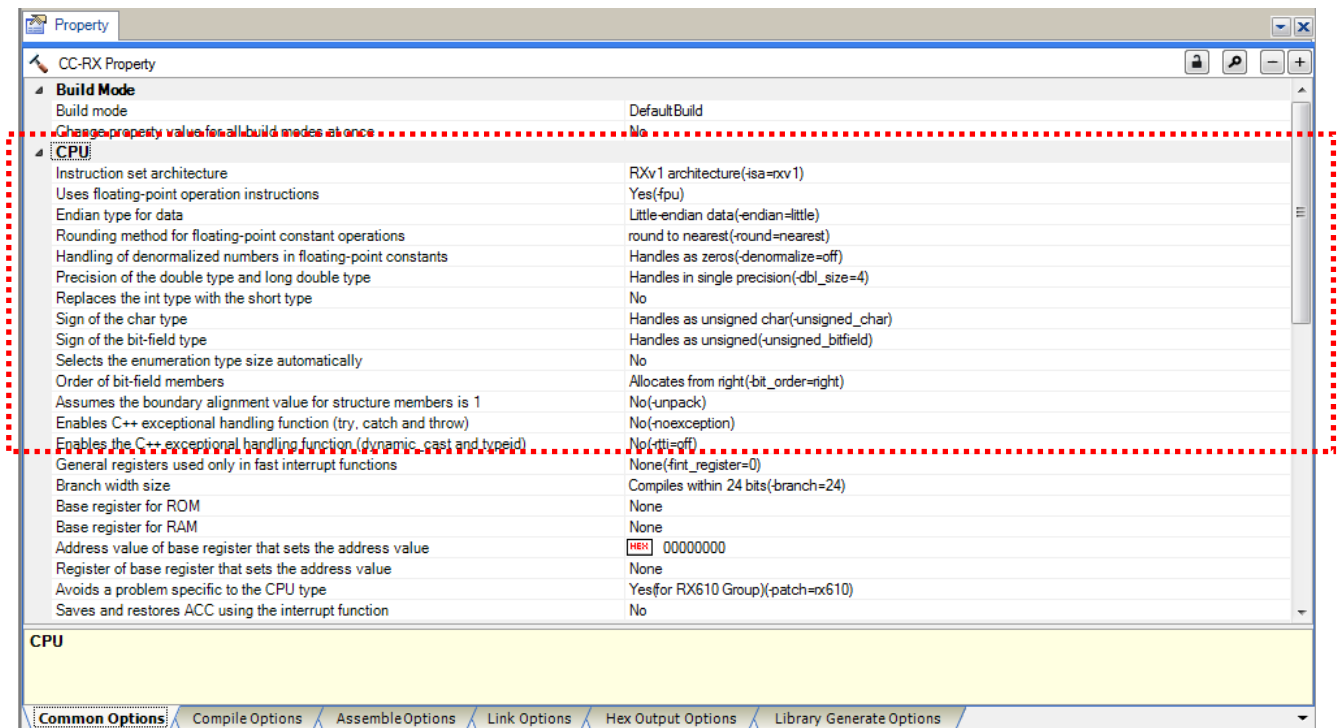 Property
CC-RX Property
Build Mode
Build mode DefaultBuild
Change property value for all build modes at once No
CPU
Instruction set architecture RXv1 architecture(-isa=rxv1)
Uses floating-point operation instructions Yes(-fpu)
Endian type for data Little-endian data(-endian=little)
Rounding method for floating-point constant operations round to nearest(-round=nearest)
Handling of denormalized numbers in floating-point constants Handles as zeros(-denormalize=off)
Precision of the double type and long double type Handles in single precision(-dbl_size=4)
Replaces the int type with the short type No
Sign of the char type Handles as unsigned char(-unsigned_char)
Sign of the bit-field type Handles as unsigned(-unsigned_bitfield)
Selects the enumeration type size automatically No
Order of bit-field members Allocates from right(-bit_order=right)
Assumes the boundary alignment value for structure members is 1 No(-unpack)
Enables C++ exceptional handling function (try, catch and throw) No(-noexception)
Enables the C++ exceptional handling function (dynamic_cast and typeid) No(-rtti=off)
General registers used only in fast interrupt functions None(-fint_register=0)
Branch width size Compiles within 24 bits(-branch=24)
Base register for ROM None
Base register for RAM None
Address value of base register that sets the address value HEX 00000000
Register of base register that sets the address value None
Avoids a problem specific to the CPU type Yes(for RX610 Group)(-patch=rx610)
Saves and restores ACC using the interrupt function No
CPU
Common Options Compile Options Assemble Options Link Options Hex Output Options Library Generate Options